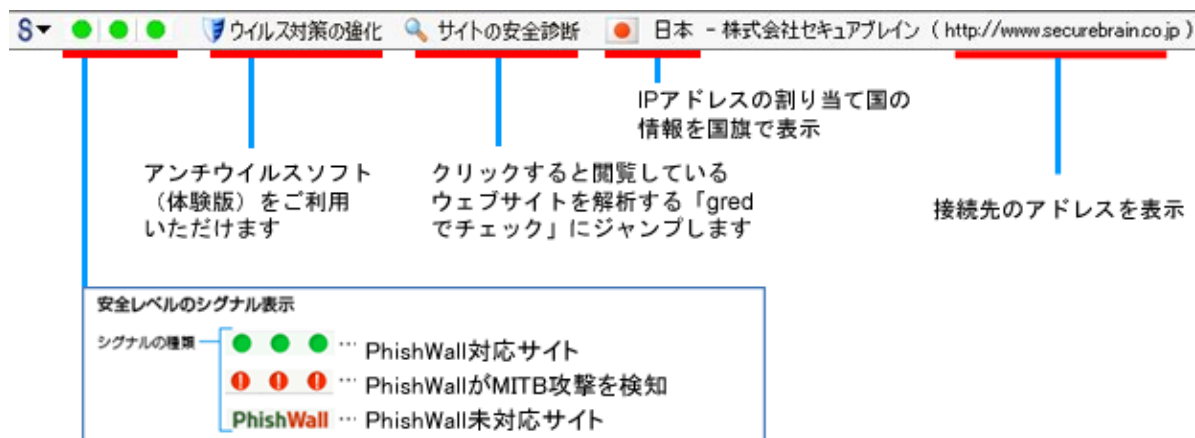 S▼ ウイルス対策の強化 サイトの安全診断 日本 - 株式会社セキュアブレイン ( http://www.securebrain.co.jp )
IPアドレスの割り当て国の
情報を国旗で表示
アンチウイルスソフト
(体験版)をご利用
いただけます
クリックすると閲覧している
ウェブサイトを解析する「gred
でチェック」にジャンプします
接続先のアドレスを表示
安全レベルのシグナル表示
シグナルの種類
… PhishWall対応サイト
… PhishWallがMITB攻撃を検知
PhishWall … PhishWall未対応サイト